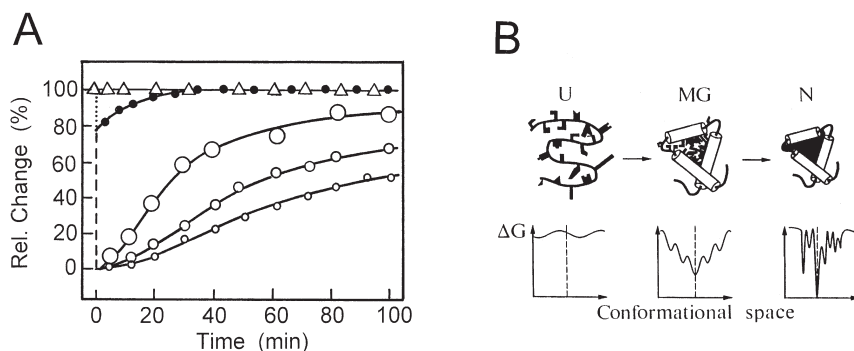 A
Rel. Change (%)
100
80
60
40
20
0
0 20 40 60 80 100
Time (min)
B
U MG N
ΔG
Conformational space